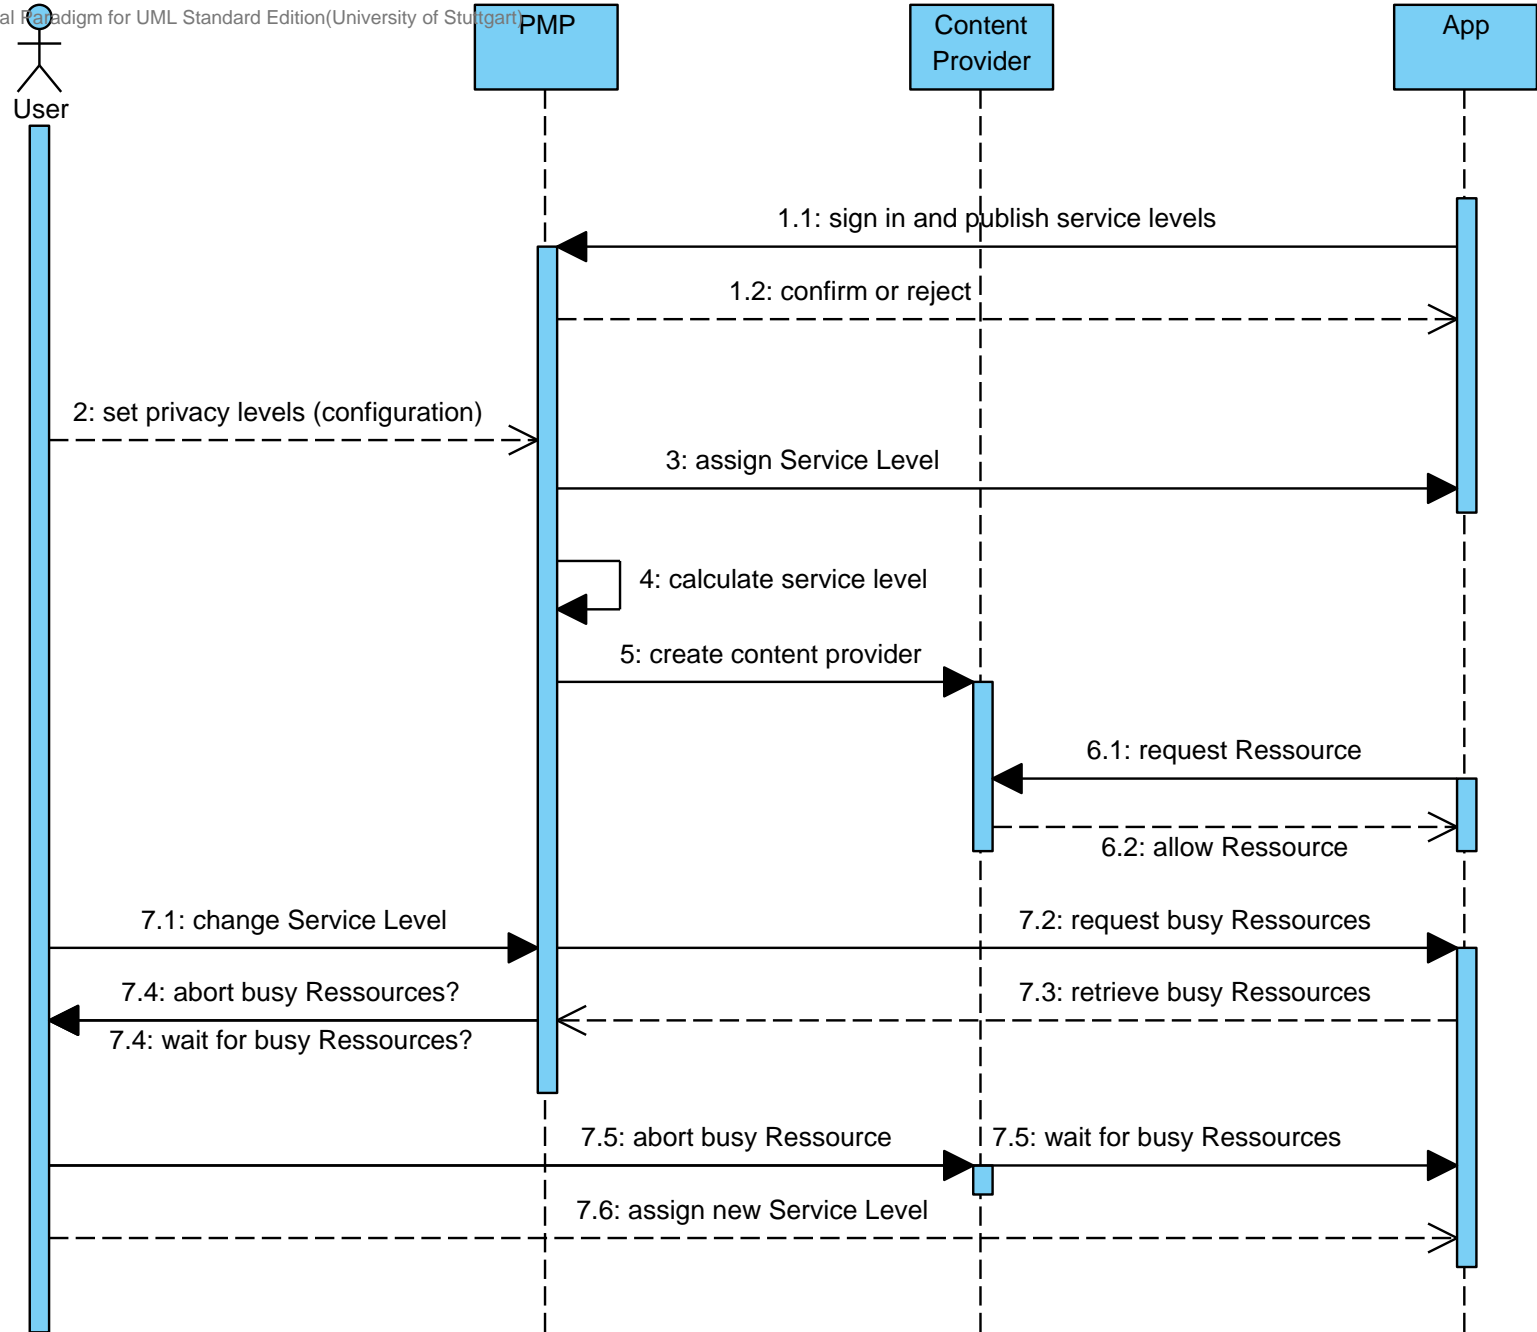 al Paradigm for UML Standard Edition(University of Stuttgart)
User
PMP
Content
Provider
App
1.1: sign in and publish service levels
1.2: confirm or reject
2: set privacy levels (configuration)
3: assign Service Level
4: calculate service level
5: create content provider
6.1: request Ressource
6.2: allow Ressource
7.1: change Service Level
7.2: request busy Ressources
7.4: abort busy Ressources?
7.3: retrieve busy Ressources
7.4: wait for busy Ressources?
7.5: abort busy Ressource
7.5: wait for busy Ressources
7.6: assign new Service Level